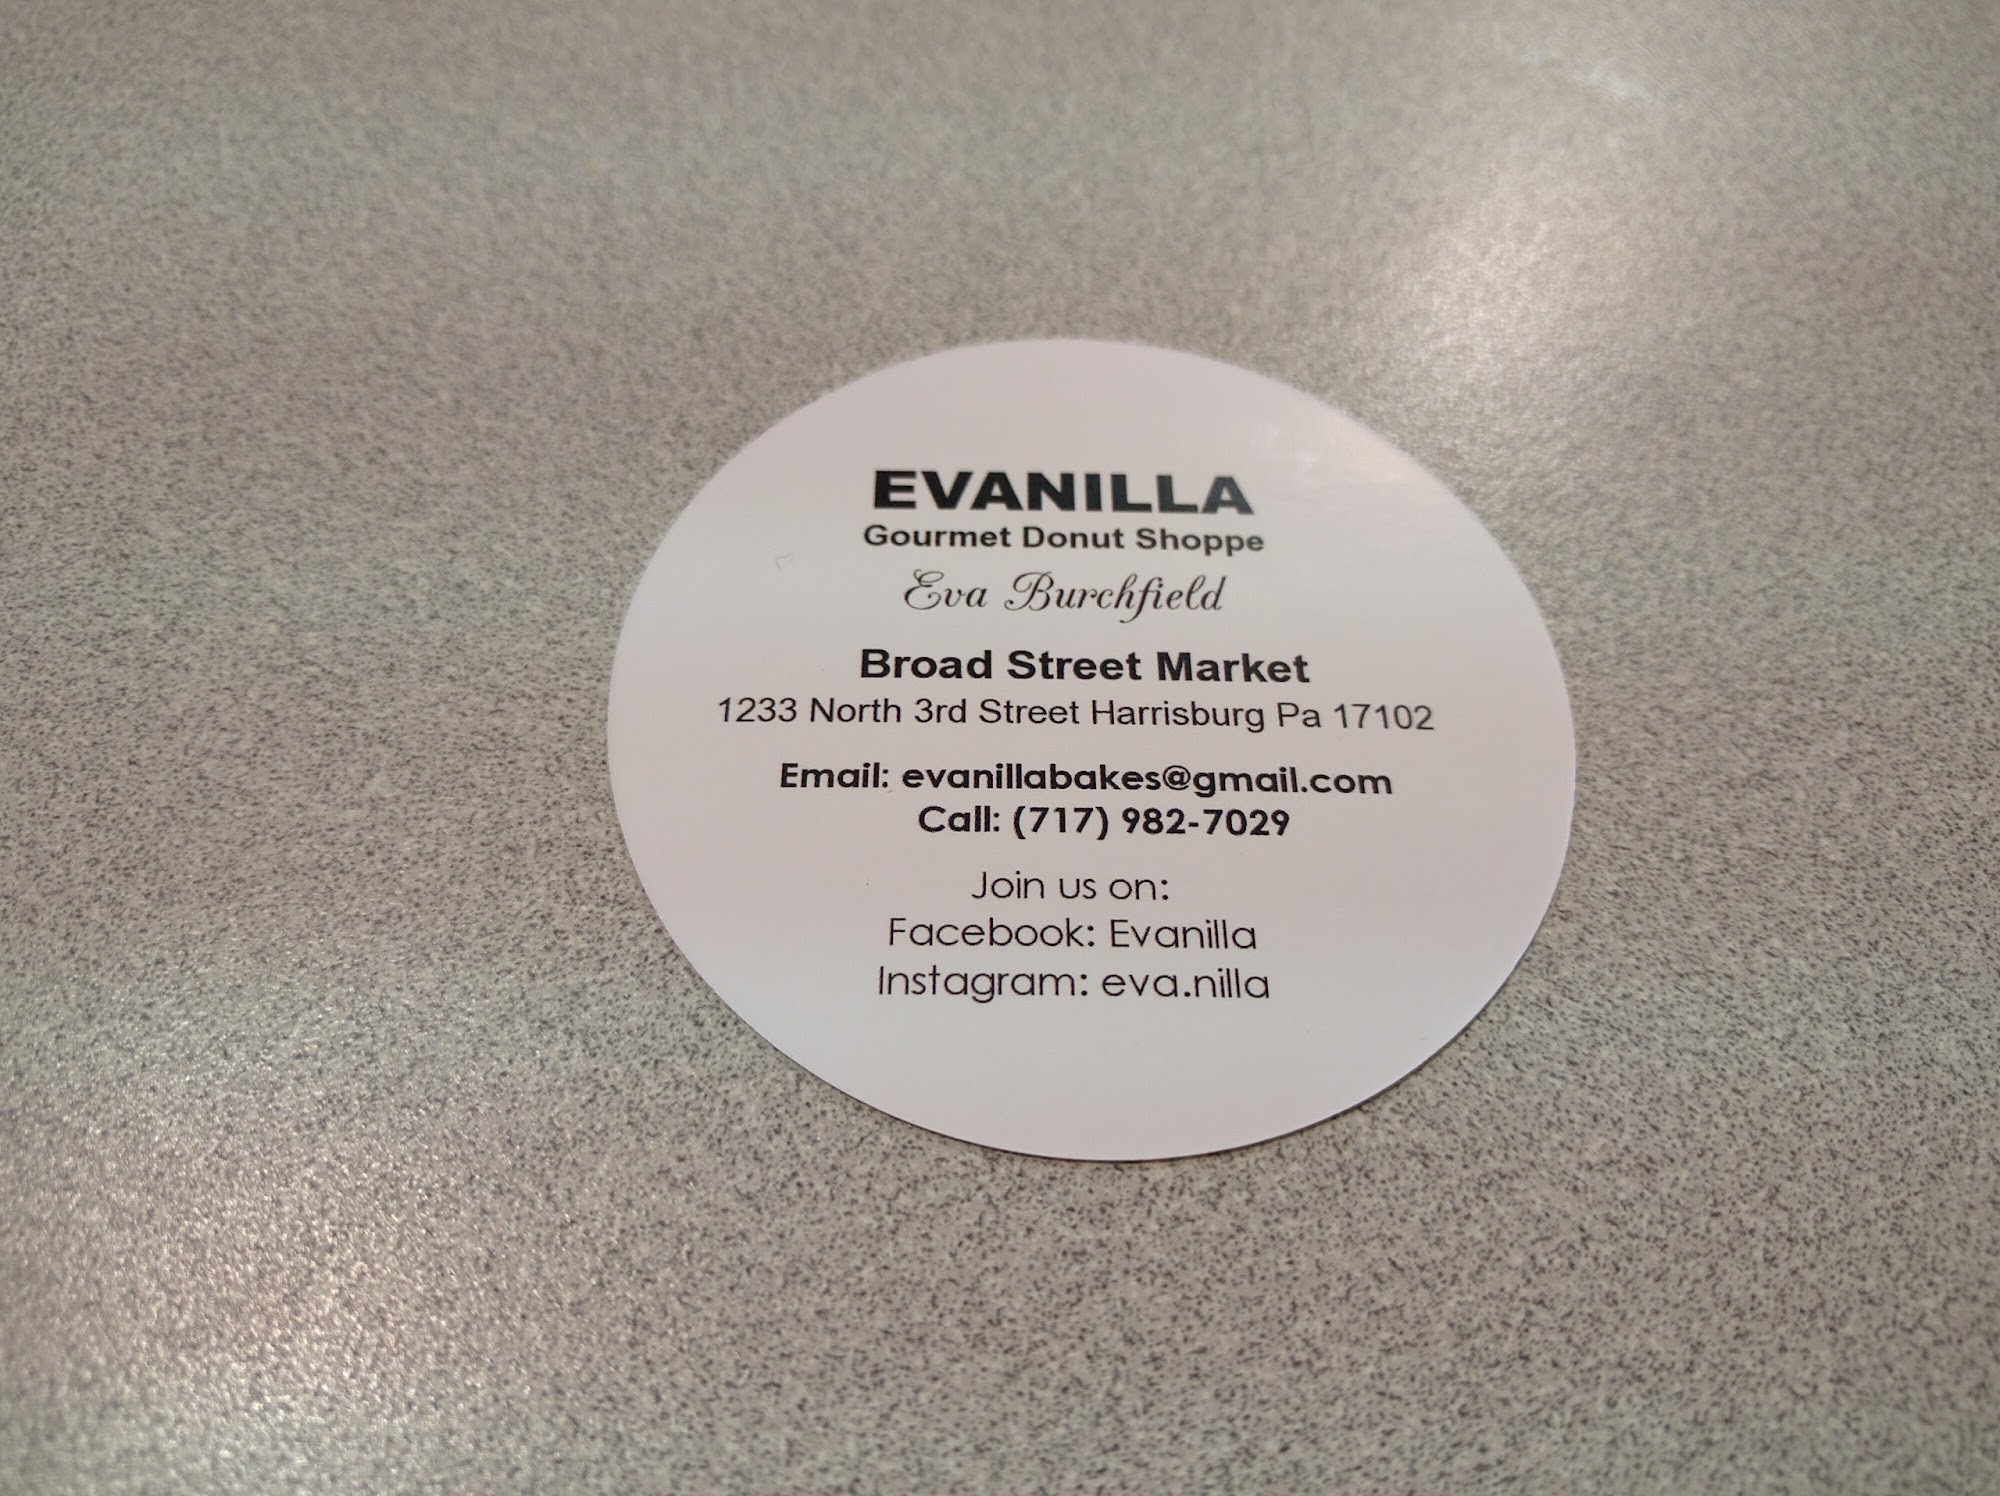 EVANILLA
Gourmet Donut Shoppe
Eva Burchfield
Broad Street Market
1233 North 3rd Street Harrisburg Pa 17102
Email: evanillabakes@gmail.com
Call: (717) 982-7029
Join us on:
Facebook: Evanilla
Instagram: eva.nilla